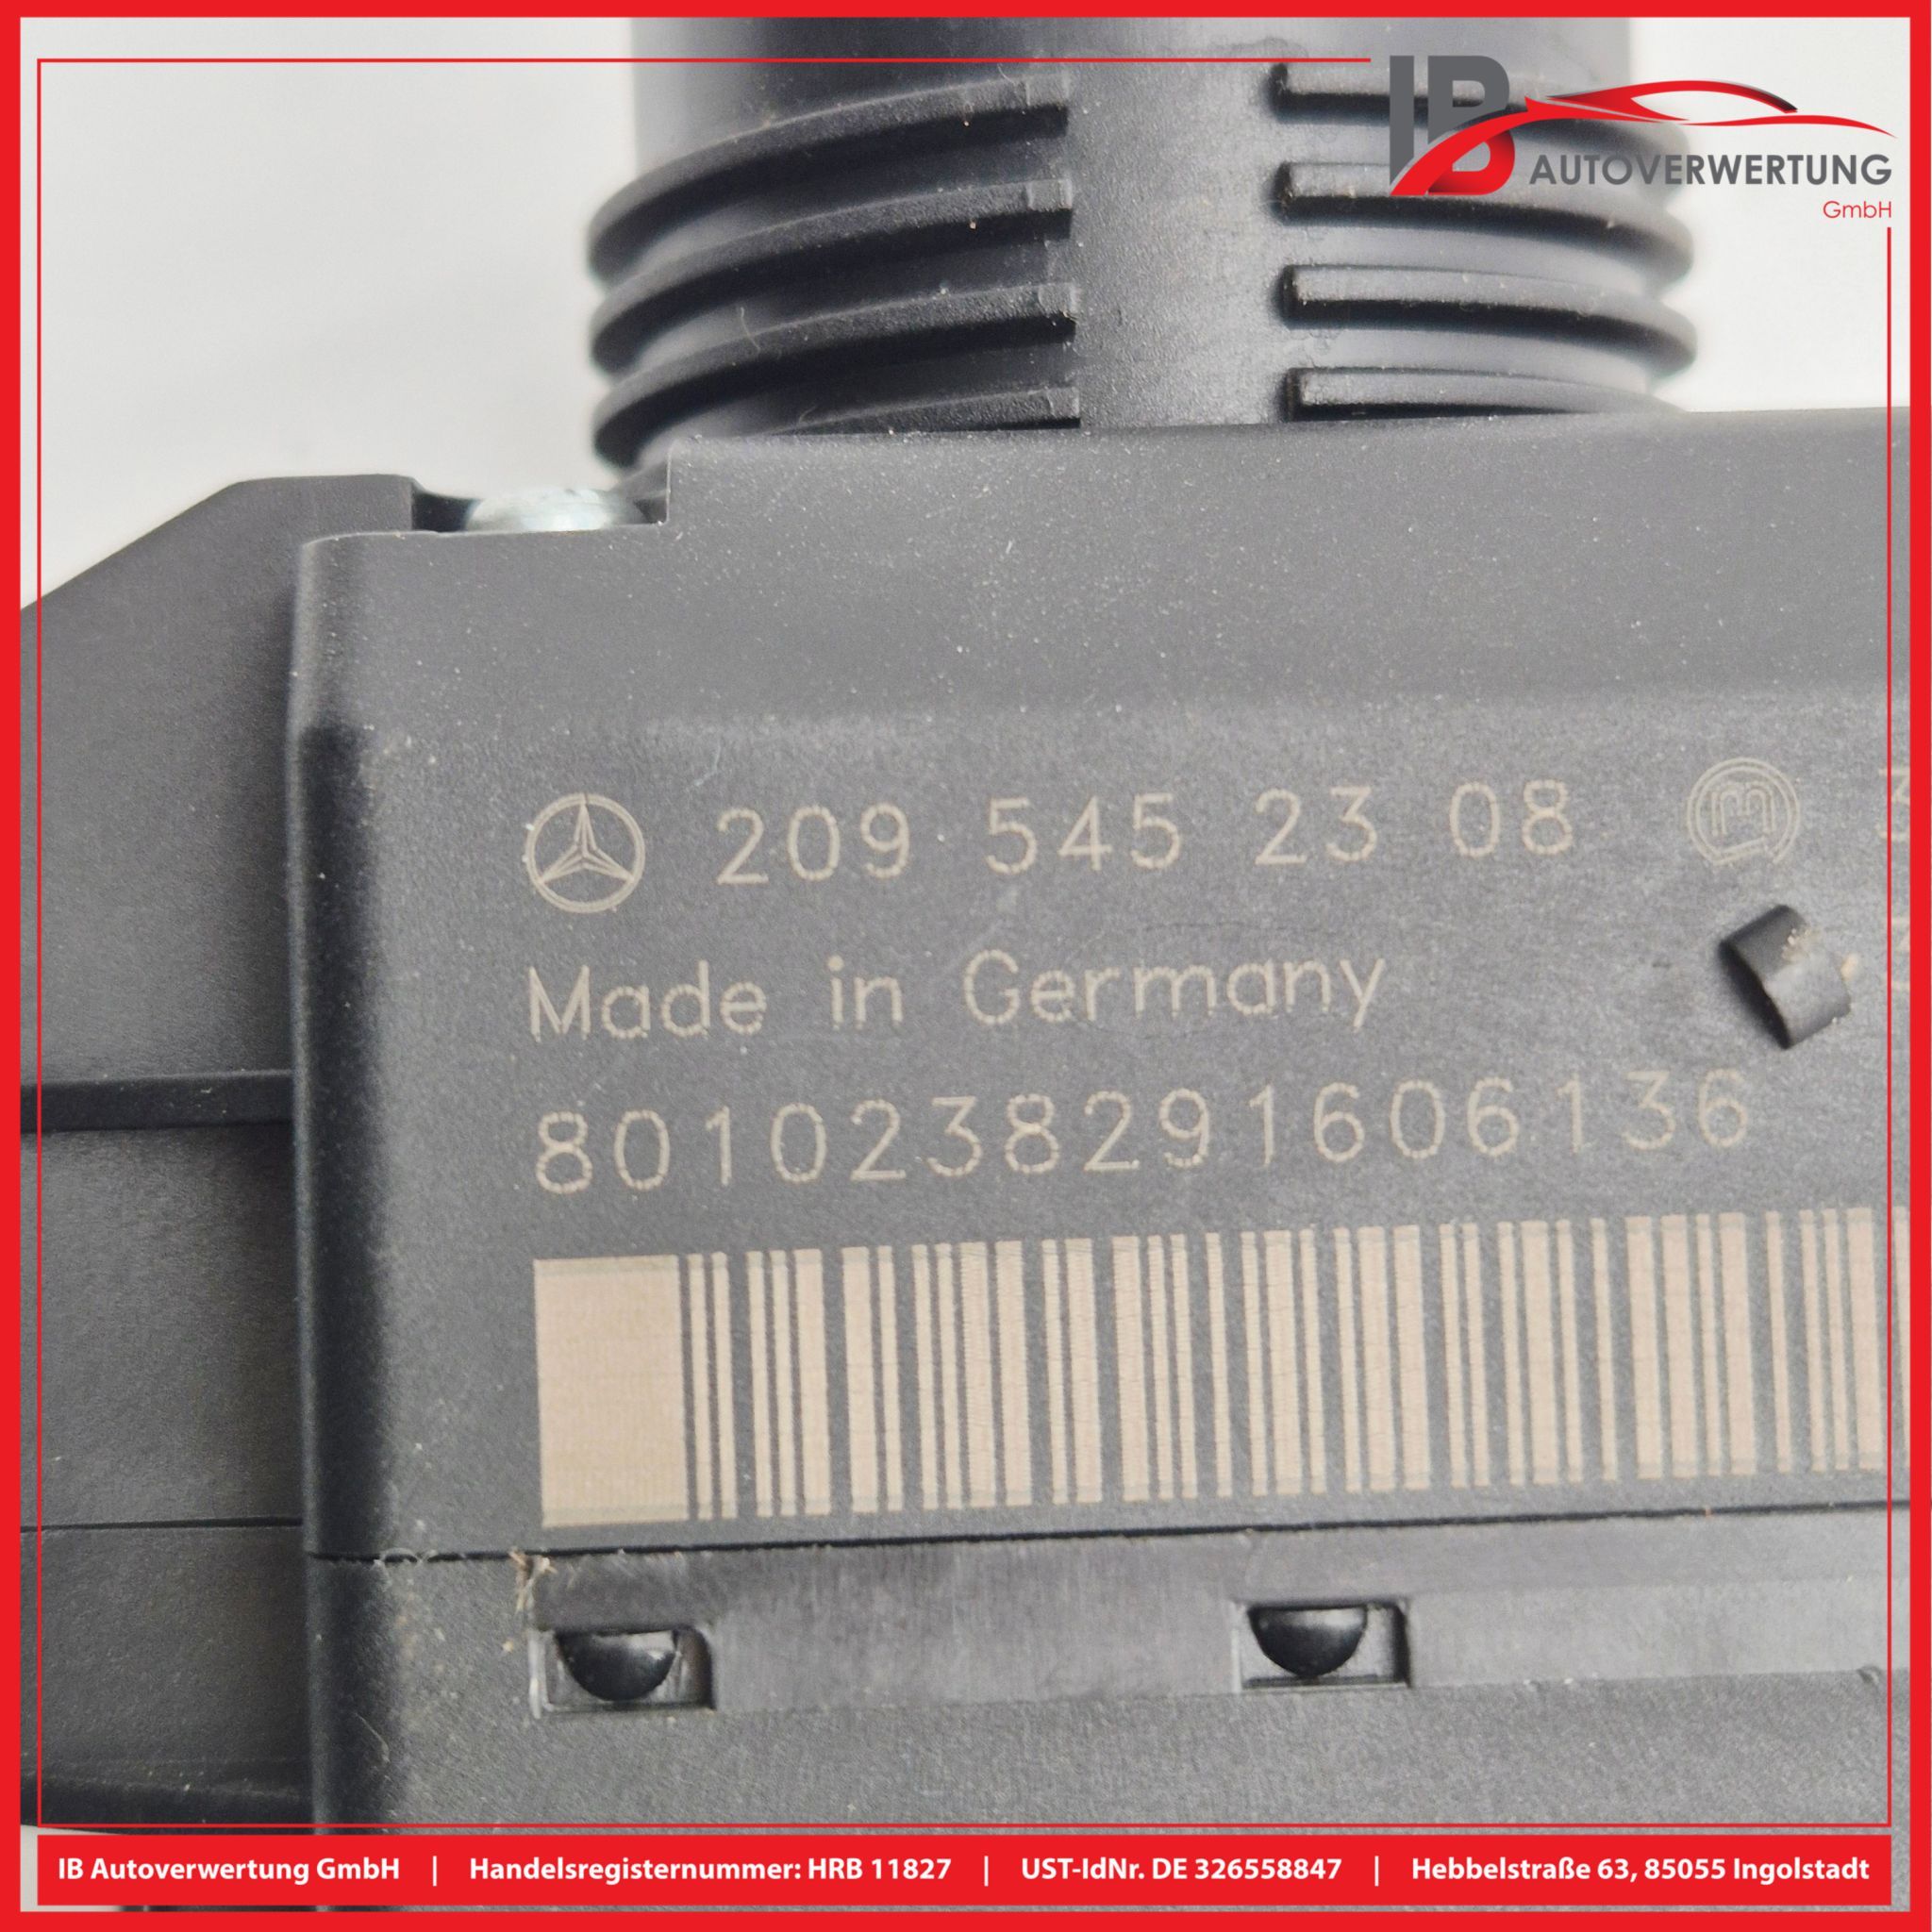 IB
AUTOVERWERTUNG
GmbH
209 545 23 08
Made in Germany
8010238291606136
IB Autoverwertung GmbH | Handelsregisternummer: HRB 11827 | UST-IdNr. DE 326558847 | Hebbelstraße 63, 85055 Ingolstadt